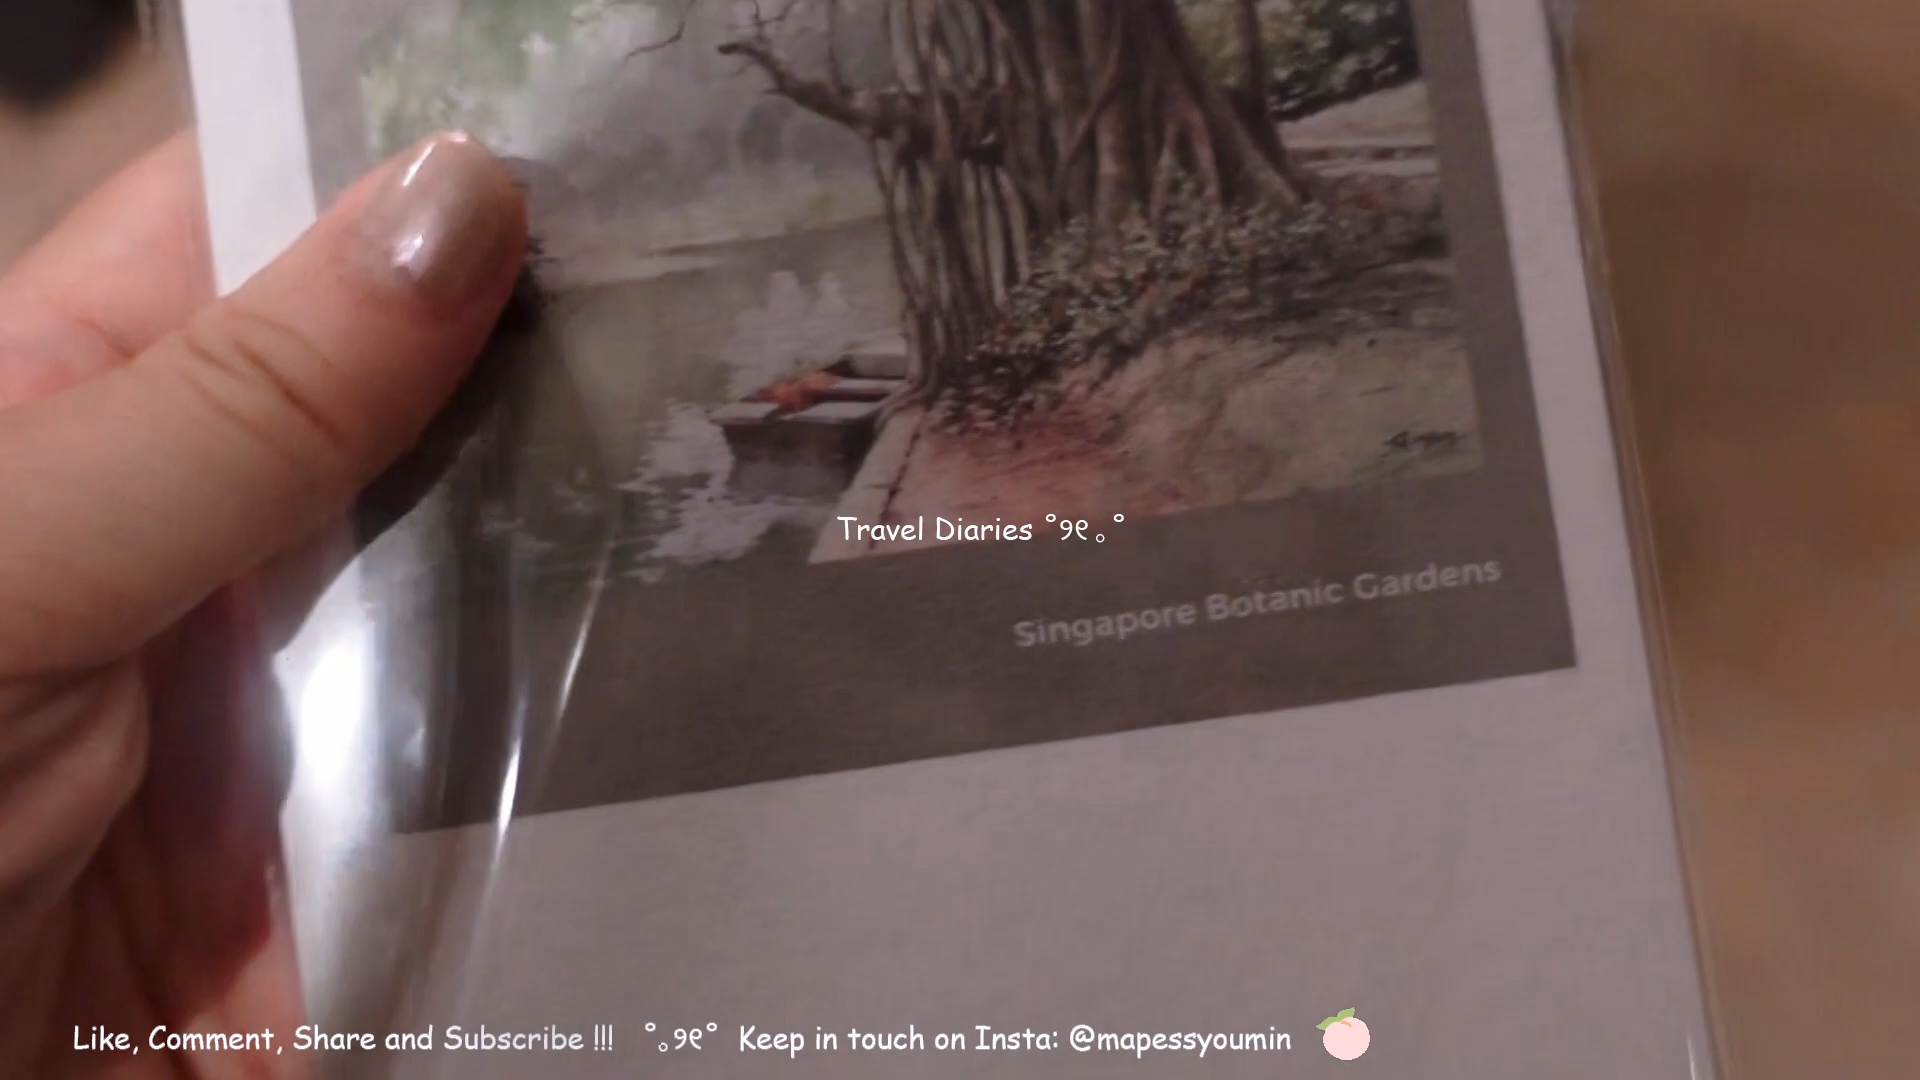 Travel Diaries ˚୨୧｡˚
Singapore Botanic Gardens
Like, Comment, Share and Subscribe !!! ˚｡୨୧˚ Keep in touch on Insta: @mapessyoumin